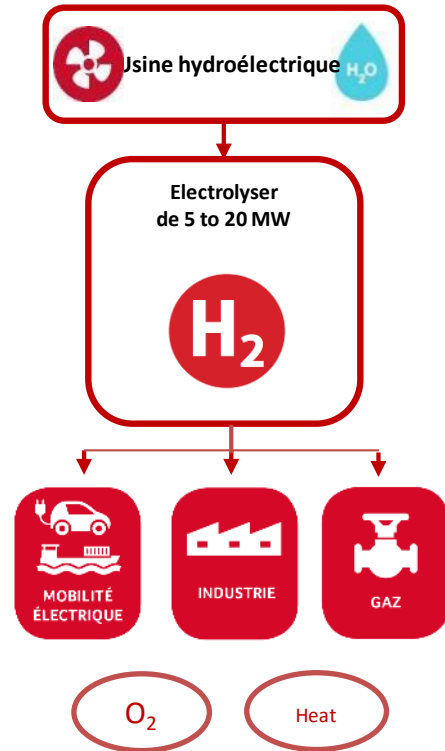 Usine hydroélectrique
H₂O
Electrolyser
de 5 to 20 MW
H₂
MOBILITÉ
ÉLECTRIQUE
INDUSTRIE
GAZ
O₂
Heat